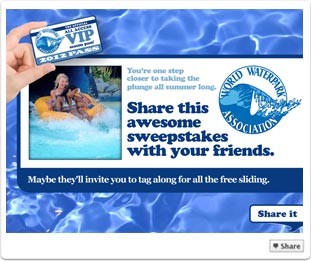 ALL ACCESS
VIP
2012 PASS
You're one step
closer to taking the
plunge all summer long.
WORLD WATERPARK
ASSOCIATION
Share this
awesome
sweepstakes
with your friends.
Maybe they'll invite you to tag along for all the free sliding.
Share it
Share